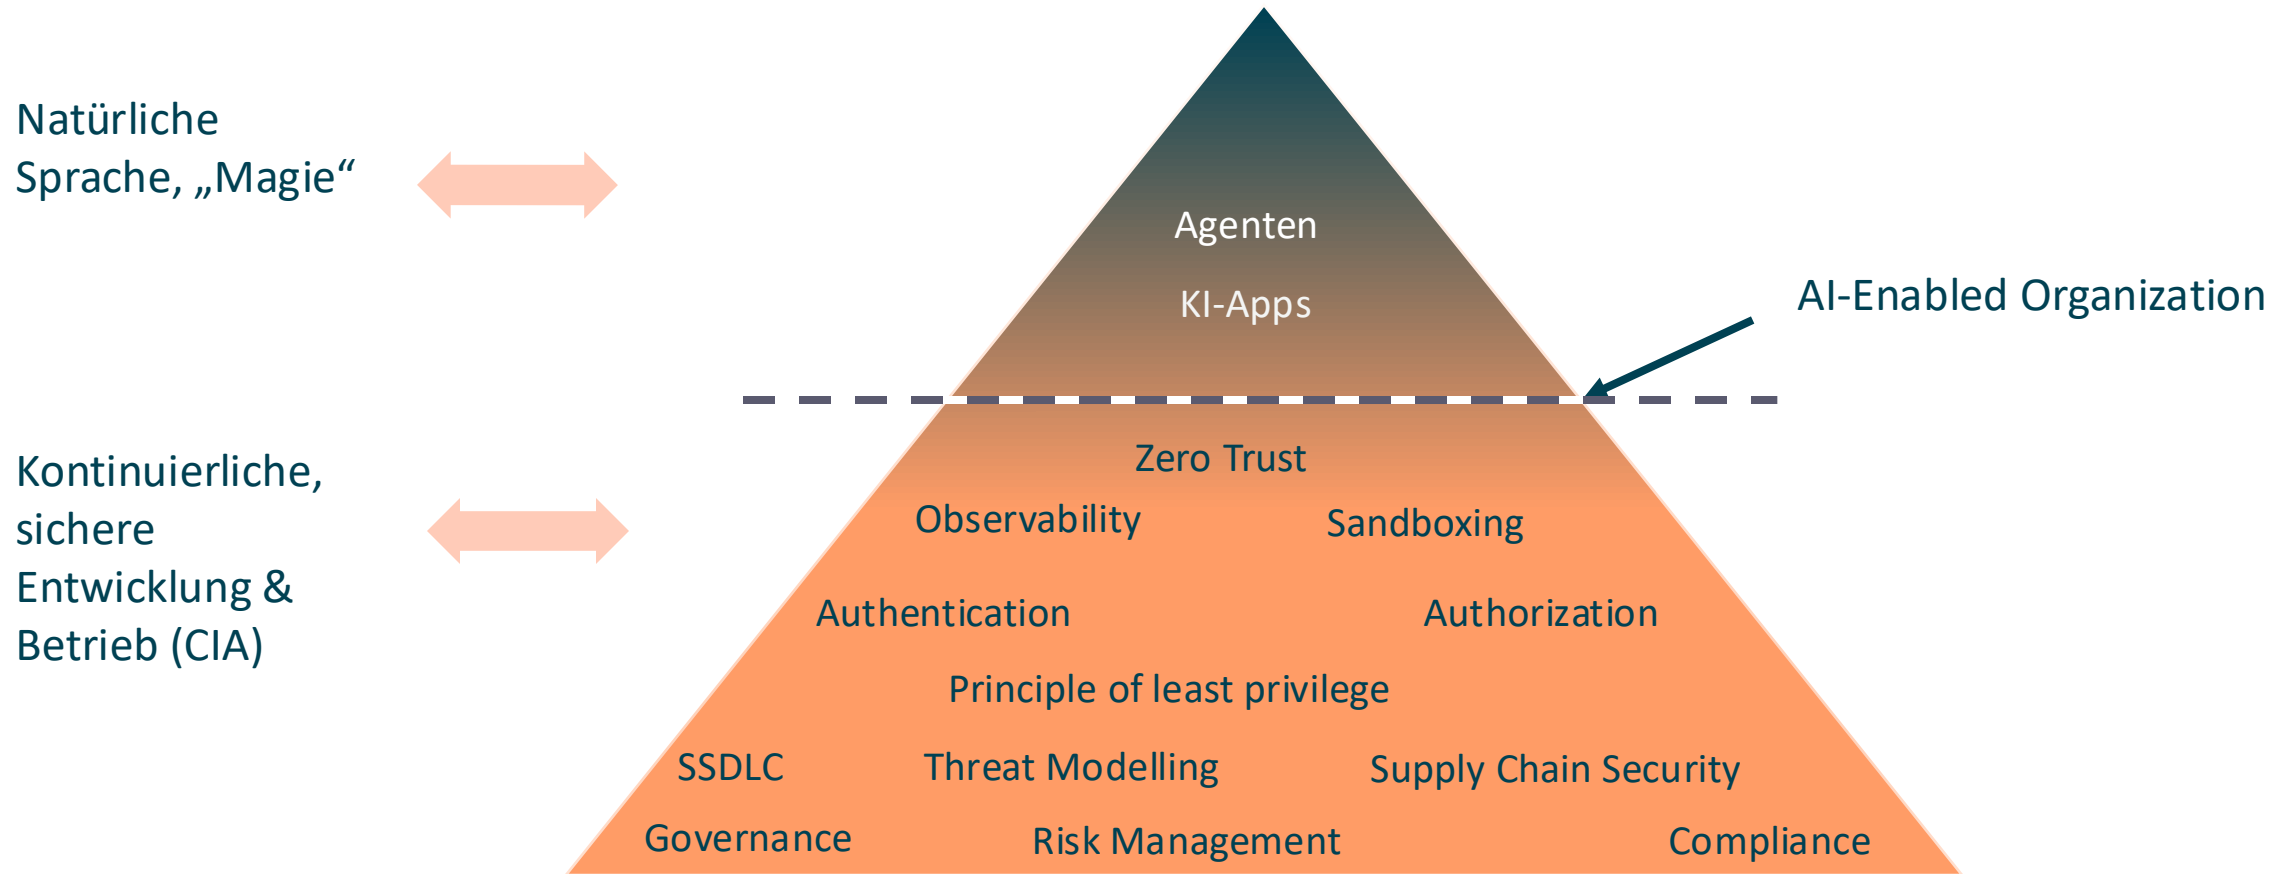 Natürliche
Sprache, „Magie“
Agenten
KI-Apps
AI-Enabled Organization
Kontinuierliche,
sichere
Entwicklung &
Betrieb (CIA)
Zero Trust
Observability
Sandboxing
Authentication
Authorization
Principle of least privilege
SSDLC
Threat Modelling
Supply Chain Security
Governance
Risk Management
Compliance